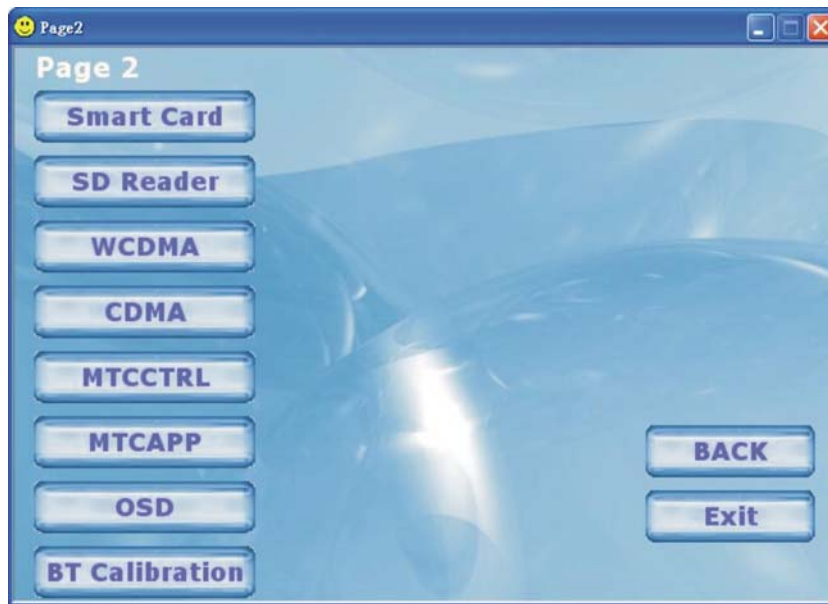 Page2
Page 2
Smart Card
SD Reader
WCDMA
CDMA
MTCCTRL
MTCAPP
OSD
BT Calibration
BACK
Exit